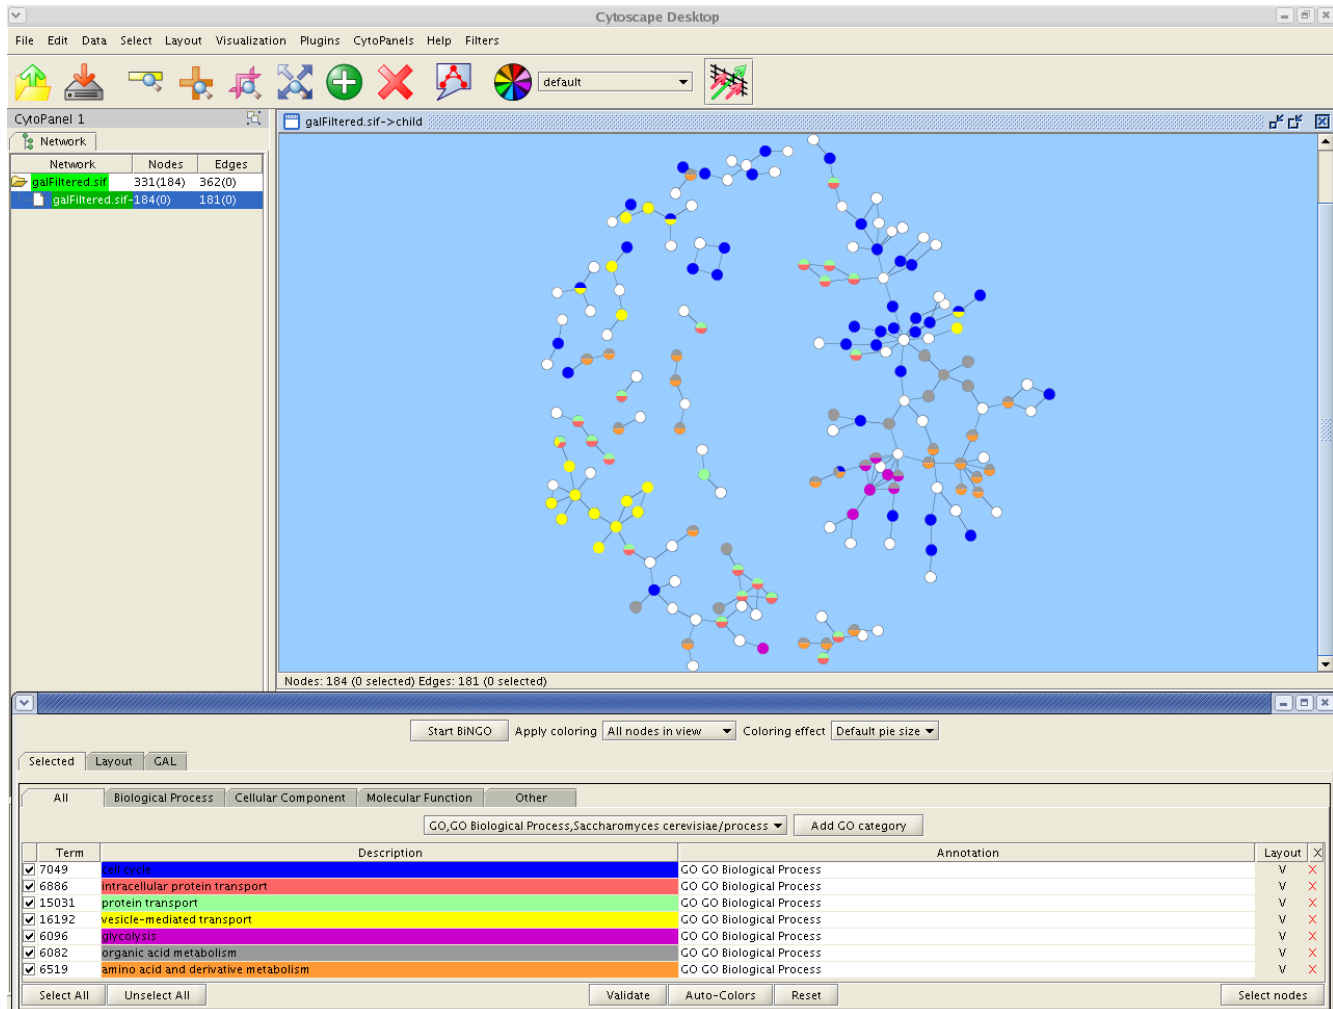 Cytoscape Desktop
File Edit Data Select Layout Visualization Plugins CytoPanels Help Filters
default
CytoPanel 1
galFiltered.sif->child
Network
Network Nodes Edges
galFiltered.sif 331(184) 362(0)
galFiltered.sif- 184(0) 181(0)
Nodes: 184 (0 selected) Edges: 181 (0 selected)
Start BiNGO Apply coloring All nodes in view Coloring effect Default pie size
Selected Layout GAL
All Biological Process Cellular Component Molecular Function Other
GO,GO Biological Process,Saccharomyces cerevisiae/process Add GO category
Term Description Annotation Layout X
7049 cell cycle GO GO Biological Process V X
6886 intracellular protein transport GO GO Biological Process V X
15031 protein transport GO GO Biological Process V X
16192 vesicle-mediated transport GO GO Biological Process V X
6096 glycolysis GO GO Biological Process V X
6082 organic acid metabolism GO GO Biological Process V X
6519 amino acid and derivative metabolism GO GO Biological Process V X
Select All Unselect All Validate Auto-Colors Reset Select nodes